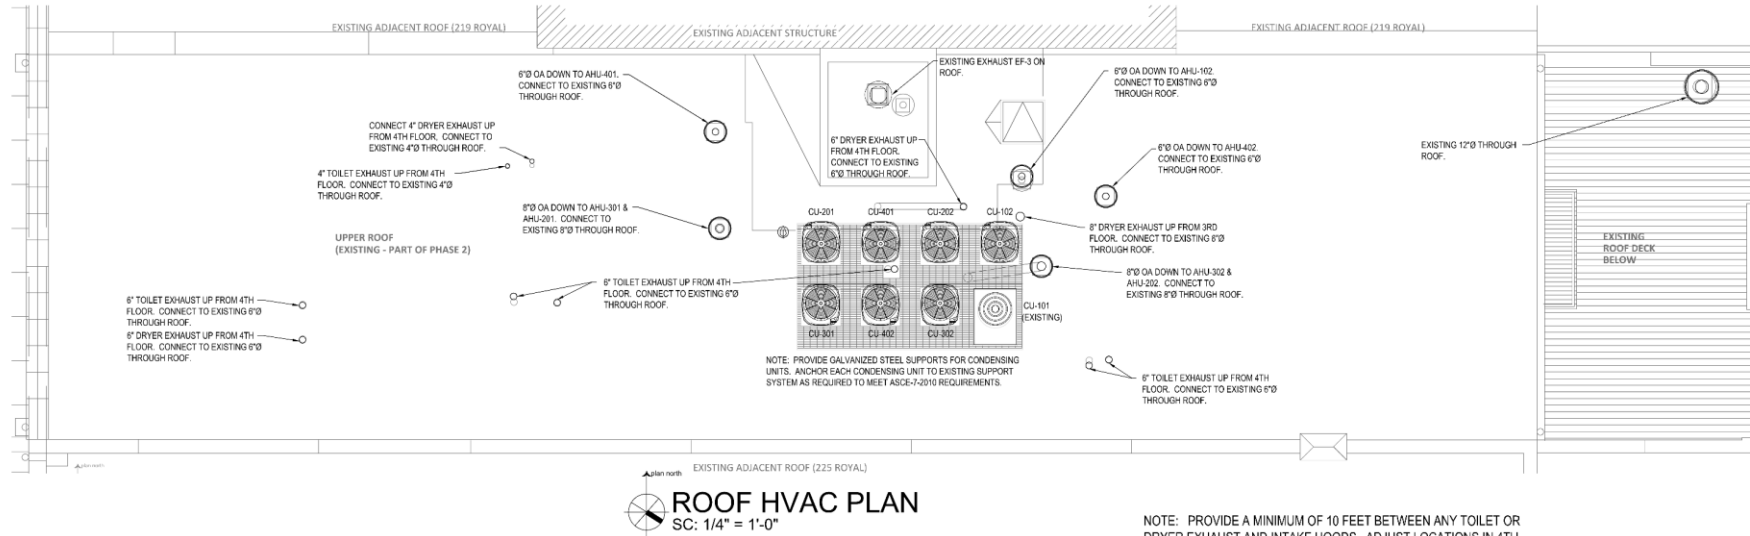 EXISTING ADJACENT ROOF (219 ROYAL)
EXISTING ADJACENT STRUCTURE
EXISTING ADJACENT ROOF (219 ROYAL)
6"Ø OA DOWN TO AHU-401.
CONNECT TO EXISTING 6"Ø
THROUGH ROOF.
EXISTING EXHAUST EF-3 ON
ROOF.
6"Ø OA DOWN TO AHU-102.
CONNECT TO EXISTING 6"Ø
THROUGH ROOF.
CONNECT 4" DRYER EXHAUST UP
FROM 4TH FLOOR. CONNECT TO
EXISTING 4"Ø THROUGH ROOF.
6" DRYER EXHAUST UP
FROM 4TH FLOOR.
CONNECT TO EXISTING
6"Ø THROUGH ROOF.
6"Ø OA DOWN TO AHU-402.
CONNECT TO EXISTING 6"Ø
THROUGH ROOF.
EXISTING 12"Ø THROUGH
ROOF.
4" TOILET EXHAUST UP FROM 4TH
FLOOR. CONNECT TO EXISTING 4"Ø
THROUGH ROOF.
8"Ø OA DOWN TO AHU-301 &
AHU-201. CONNECT TO
EXISTING 8"Ø THROUGH ROOF.
CU-201
CU-401
CU-202
CU-102
UPPER ROOF
(EXISTING - PART OF PHASE 2)
8" DRYER EXHAUST UP FROM 3RD
FLOOR. CONNECT TO EXISTING 8"Ø
THROUGH ROOF.
EXISTING
ROOF DECK
BELOW
6" TOILET EXHAUST UP FROM 4TH
FLOOR. CONNECT TO EXISTING 6"Ø
THROUGH ROOF.
8"Ø OA DOWN TO AHU-302 &
AHU-202. CONNECT TO
EXISTING 8"Ø THROUGH ROOF.
6" TOILET EXHAUST UP FROM 4TH
FLOOR. CONNECT TO EXISTING 6"Ø
THROUGH ROOF.
6" DRYER EXHAUST UP FROM 4TH
FLOOR. CONNECT TO EXISTING 6"Ø
THROUGH ROOF.
CU-101
(EXISTING)
CU-301
CU-402
CU-302
NOTE: PROVIDE GALVANIZED STEEL SUPPORTS FOR CONDENSING
UNITS. ANCHOR EACH CONDENSING UNIT TO EXISTING SUPPORT
SYSTEM AS REQUIRED TO MEET ASCE-7-2010 REQUIREMENTS.
6" TOILET EXHAUST UP FROM 4TH
FLOOR. CONNECT TO EXISTING 6"Ø
THROUGH ROOF.
plan north
EXISTING ADJACENT ROOF (225 ROYAL)
plan north
ROOF HVAC PLAN
SC: 1/4" = 1'-0"
NOTE: PROVIDE A MINIMUM OF 10 FEET BETWEEN ANY TOILET OR
DRYER EXHAUST AND INTAKE HOODS. ADJUST LOCATIONS IN 4TH